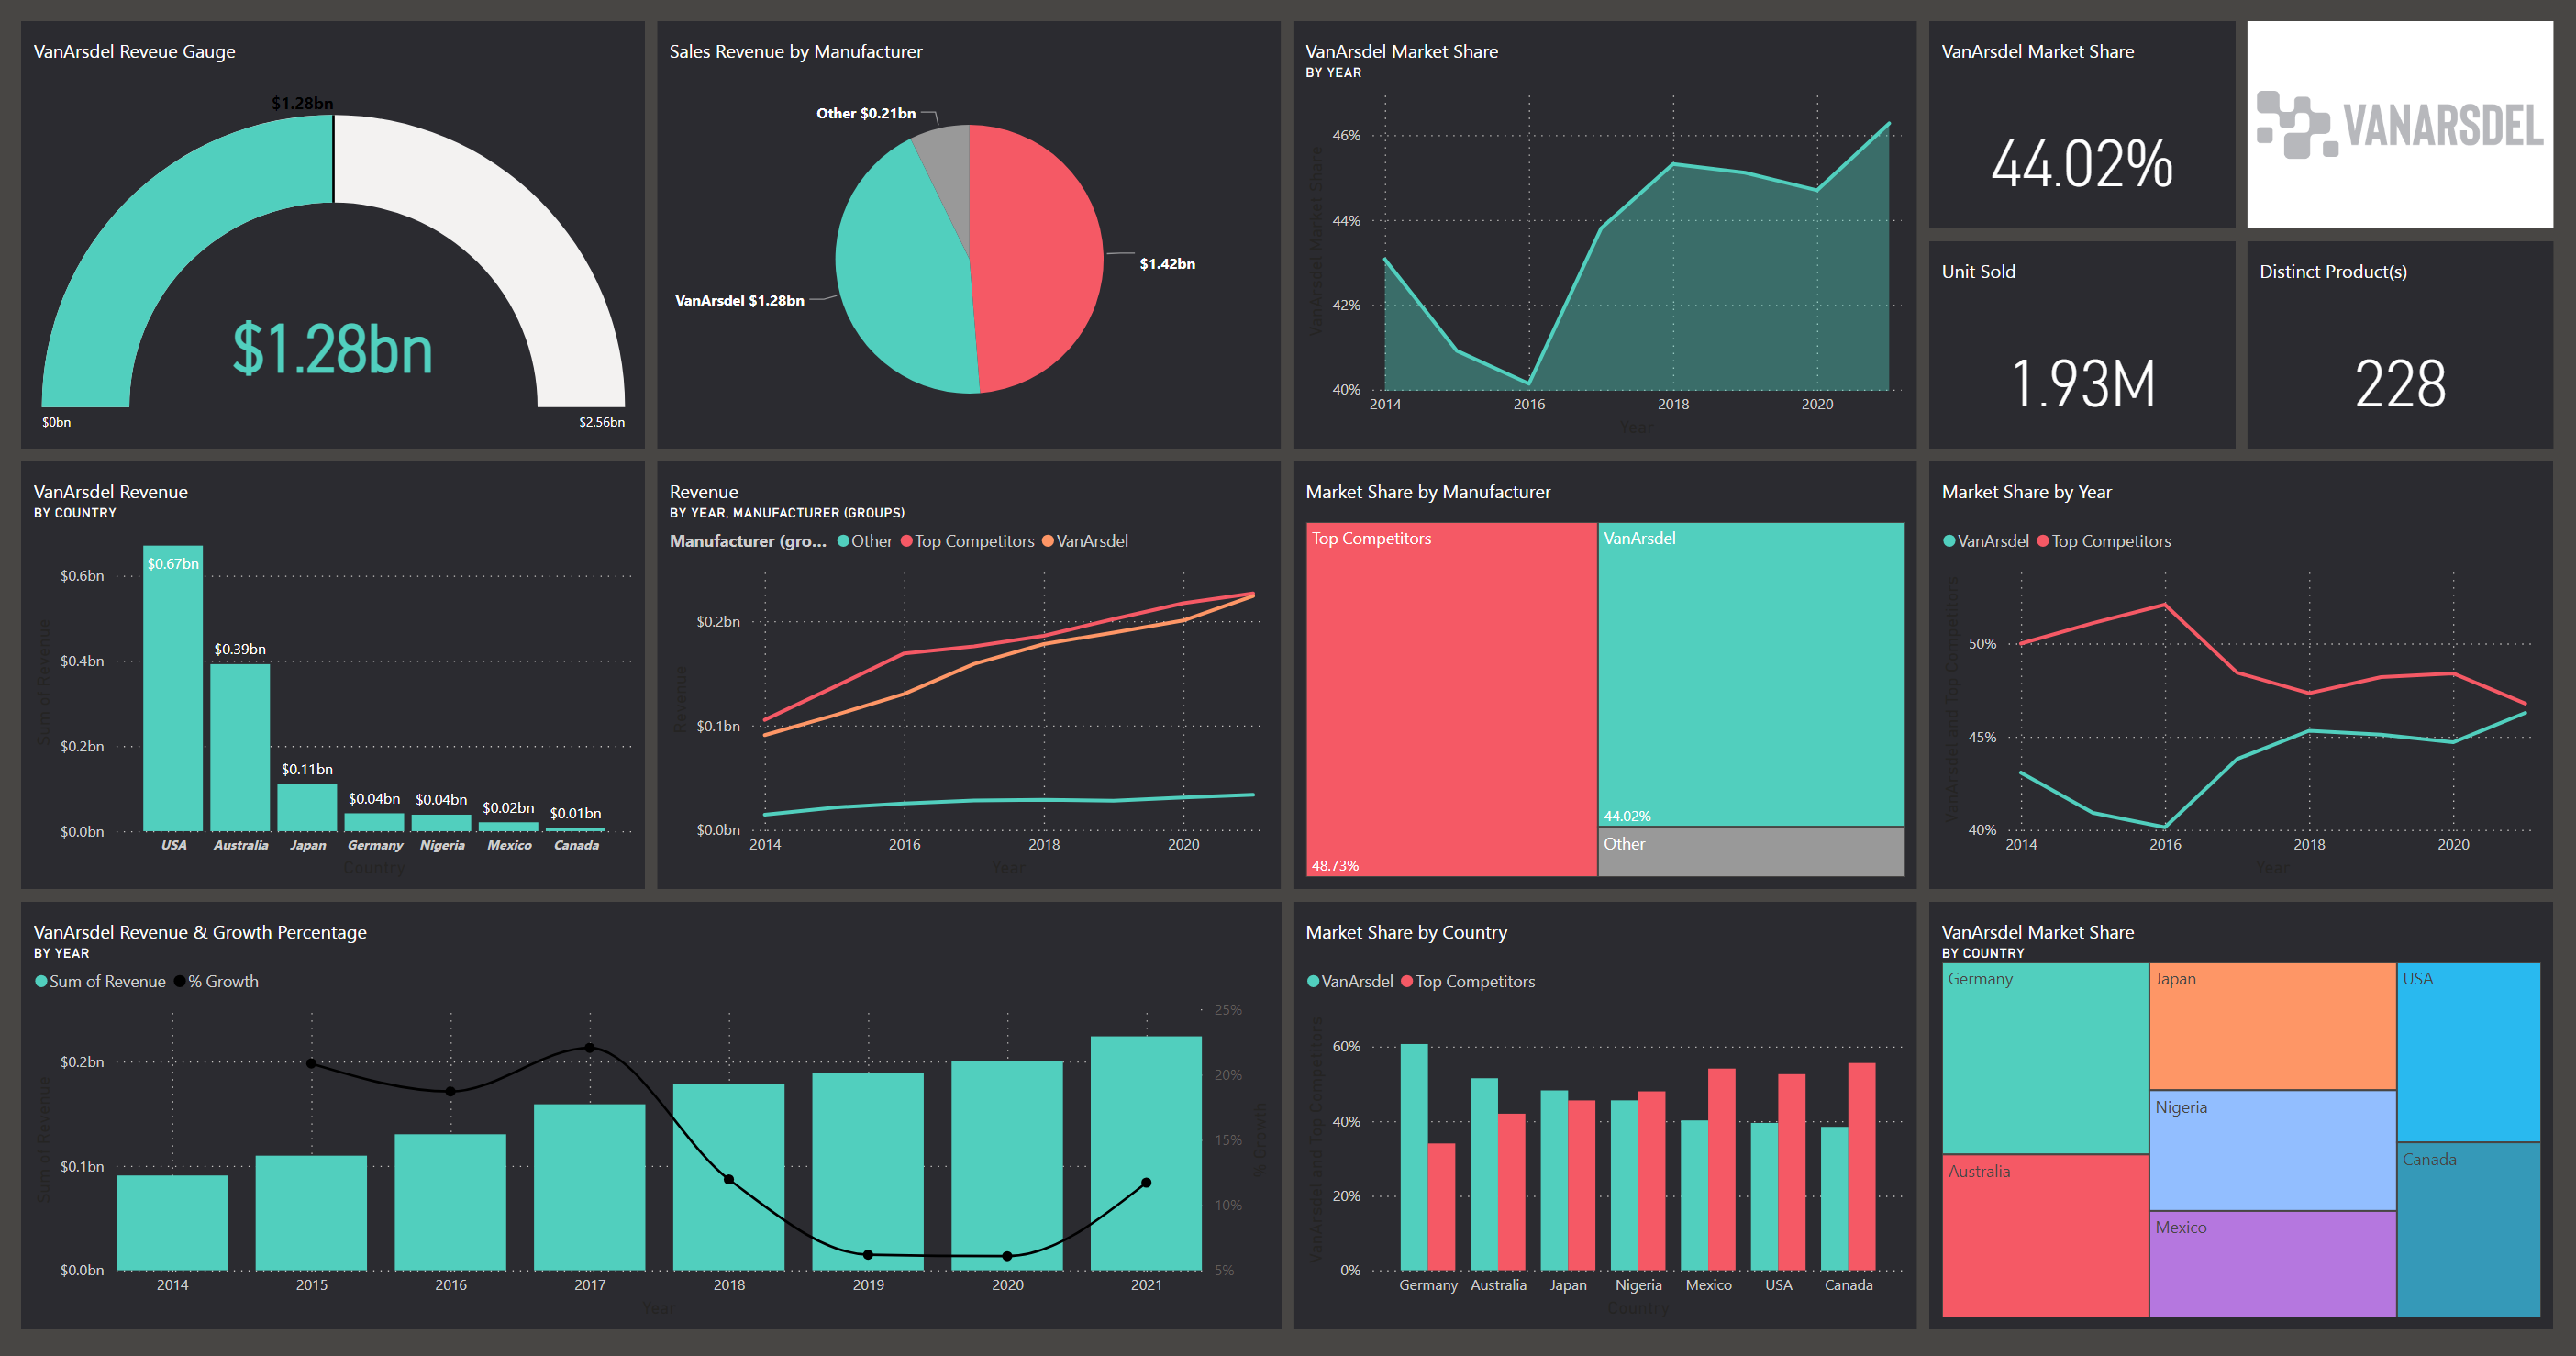 VanArsdel Reveue Gauge
$1.28bn
$1.28bn
$0bn
$2.56bn
Sales Revenue by Manufacturer
Other $0.21bn
$1.42bn
VanArsdel $1.28bn
VanArsdel Market Share
BY YEAR
VanArsdel Market Share
46%
44%
42%
40%
2014 2016 2018 2020
Year
VanArsdel Market Share
44.02%
VANARSDEL
Unit Sold
1.93M
Distinct Product(s)
228
VanArsdel Revenue
BY COUNTRY
Sum of Revenue
$0.6bn
$0.4bn
$0.2bn
$0.0bn
$0.67bn
$0.39bn
$0.11bn
$0.04bn
$0.04bn
$0.02bn
$0.01bn
USA Australia Japan Germany Nigeria Mexico Canada
Country
Revenue
BY YEAR, MANUFACTURER (GROUPS)
Manufacturer (gro... Other Top Competitors VanArsdel
Revenue
$0.2bn
$0.1bn
$0.0bn
2014 2016 2018 2020
Year
Market Share by Manufacturer
Top Competitors
48.73%
VanArsdel
44.02%
Other
Market Share by Year
VanArsdel Top Competitors
VanArsdel and Top Competitors
50%
45%
40%
2014 2016 2018 2020
Year
VanArsdel Revenue & Growth Percentage
BY YEAR
Sum of Revenue % Growth
Sum of Revenue
$0.2bn
$0.1bn
$0.0bn
25%
20%
15%
10%
5%
% Growth
2014 2015 2016 2017 2018 2019 2020 2021
Year
Market Share by Country
VanArsdel Top Competitors
VanArsdel and Top Competitors
60%
40%
20%
0%
Germany Australia Japan Nigeria Mexico USA Canada
Country
VanArsdel Market Share
BY COUNTRY
Germany
Australia
Japan
Nigeria
Mexico
USA
Canada